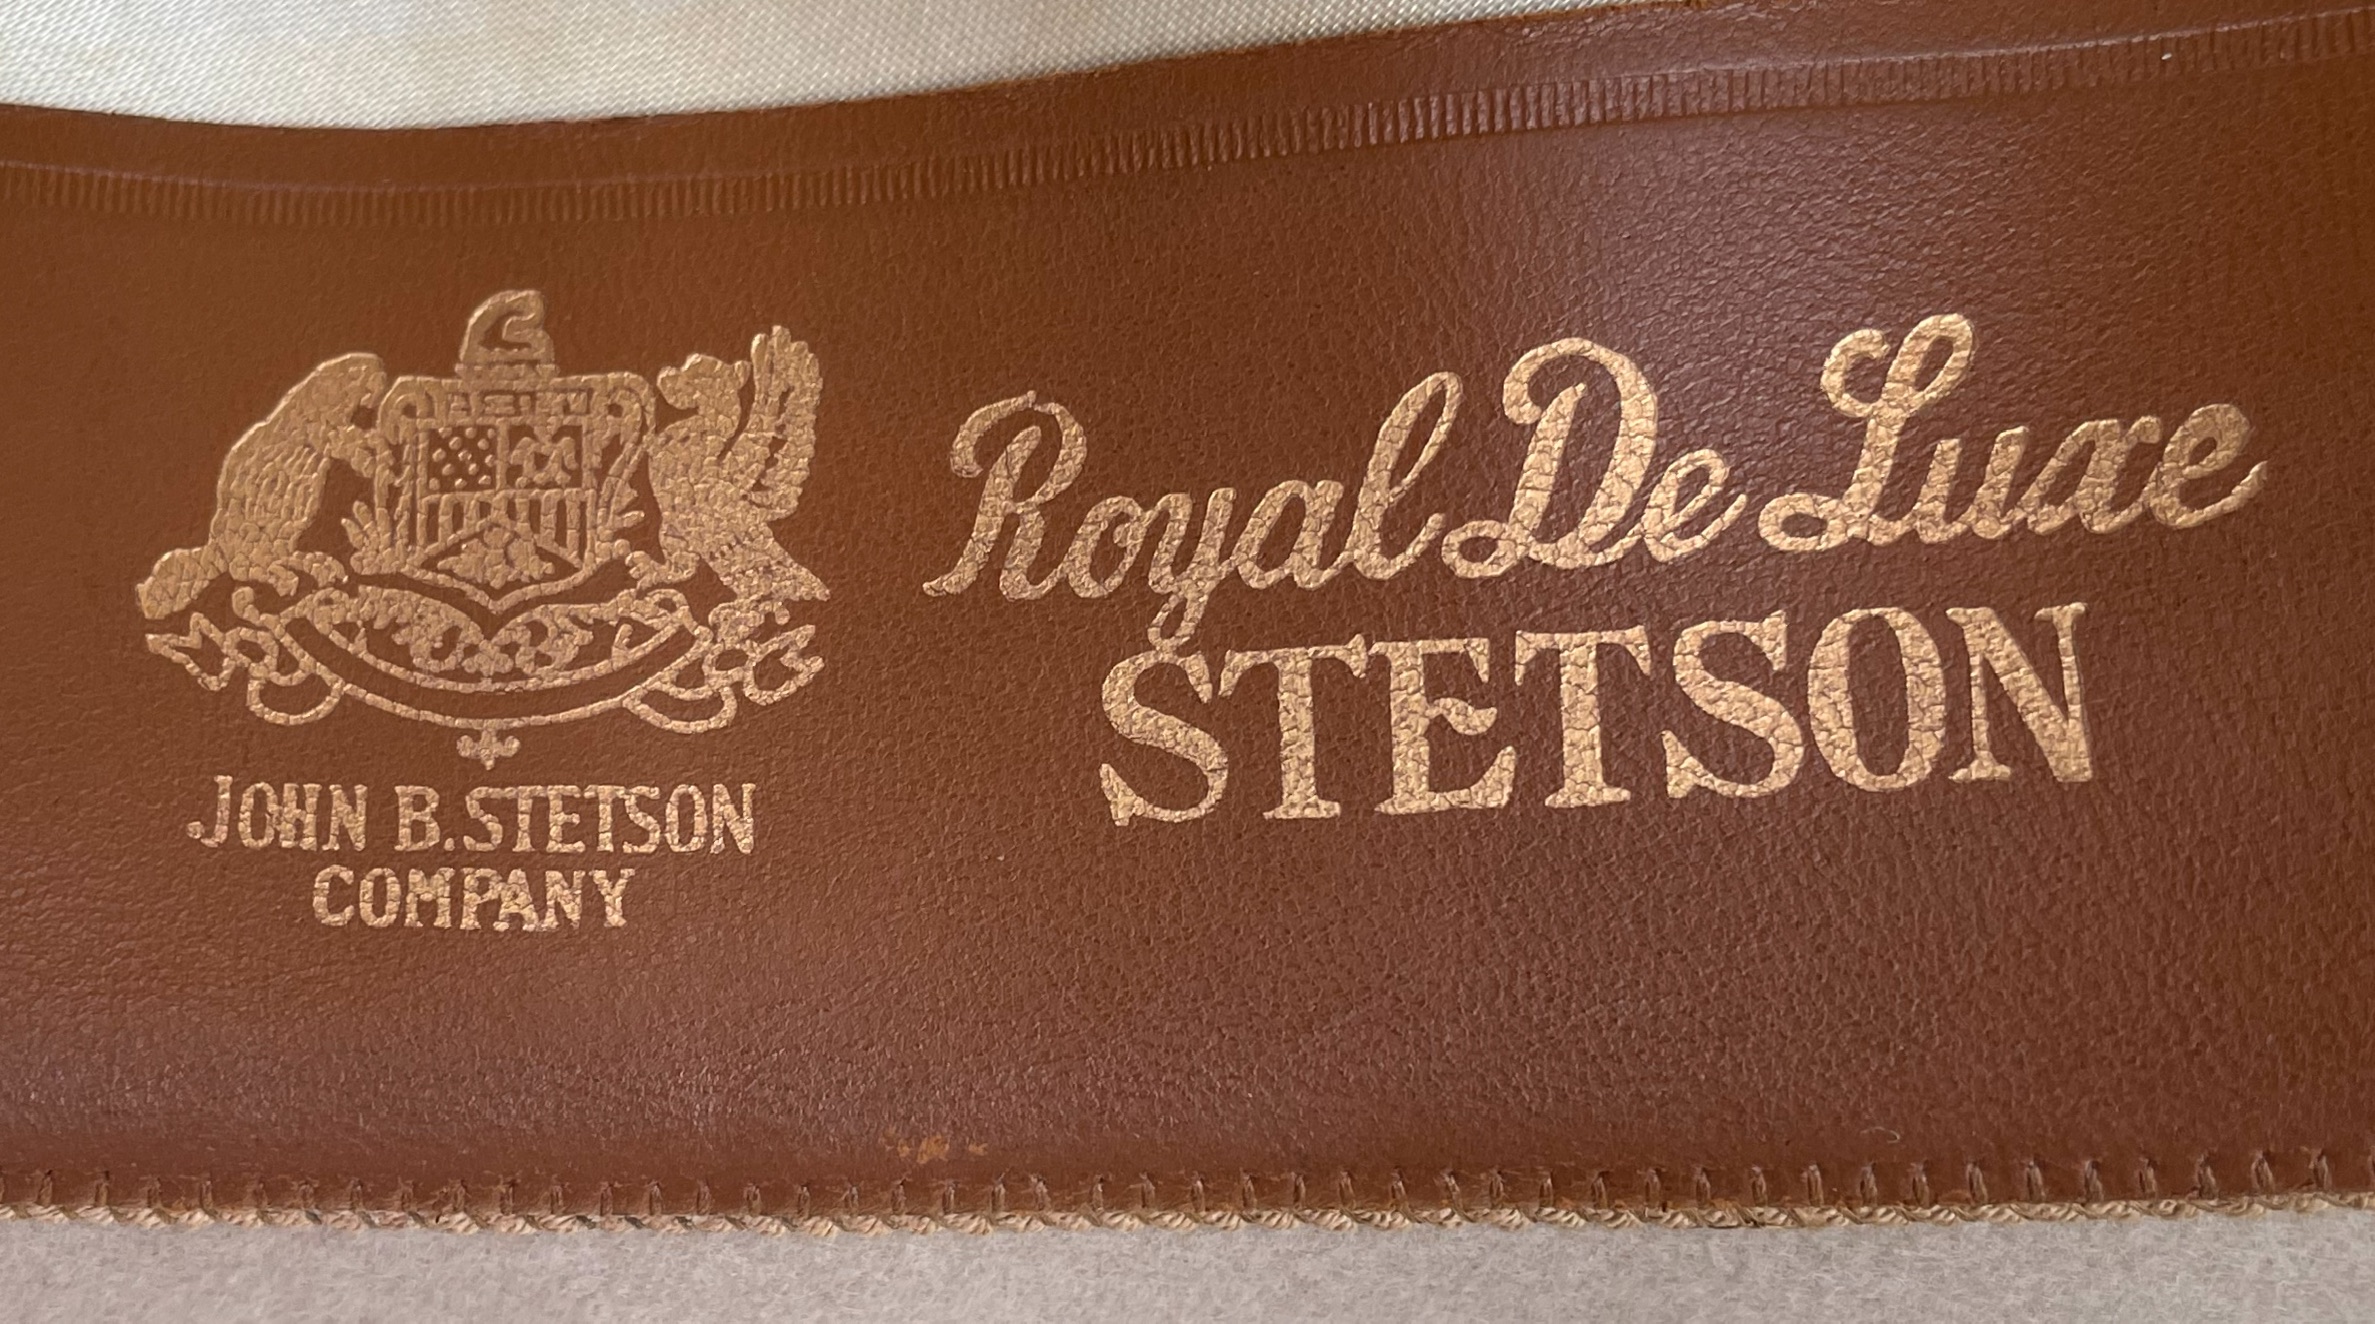 JOHN B. STETSON
COMPANY
Royal De Luxe
STETSON